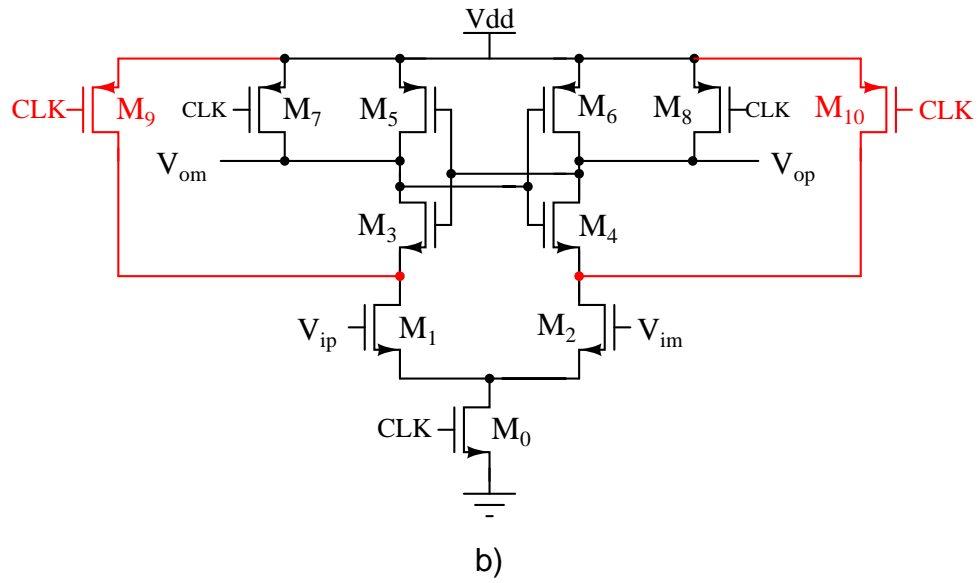 Vdd
CLK M9 CLK M7 M5 M6 M8 CLK M10 CLK
Vom Vop
M3 M4
Vip M1 M2 Vim
CLK M0
b)